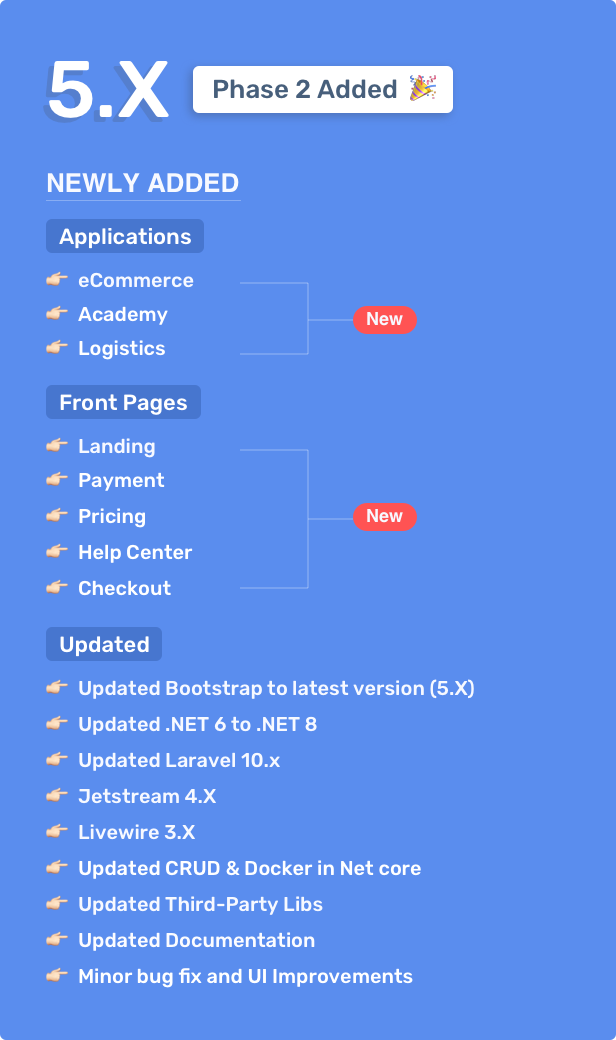 5.X
Phase 2 Added 🎉
NEWLY ADDED
Applications
👉🏻 eCommerce
👉🏻 Academy
👉🏻 Logistics
New
Front Pages
👉🏻 Landing
👉🏻 Payment
👉🏻 Pricing
👉🏻 Help Center
👉🏻 Checkout
New
Updated
👉🏻 Updated Bootstrap to latest version (5.X)
👉🏻 Updated .NET 6 to .NET 8
👉🏻 Updated Laravel 10.x
👉🏻 Jetstream 4.X
👉🏻 Livewire 3.X
👉🏻 Updated CRUD & Docker in Net core
👉🏻 Updated Third-Party Libs
👉🏻 Updated Documentation
👉🏻 Minor bug fix and UI Improvements